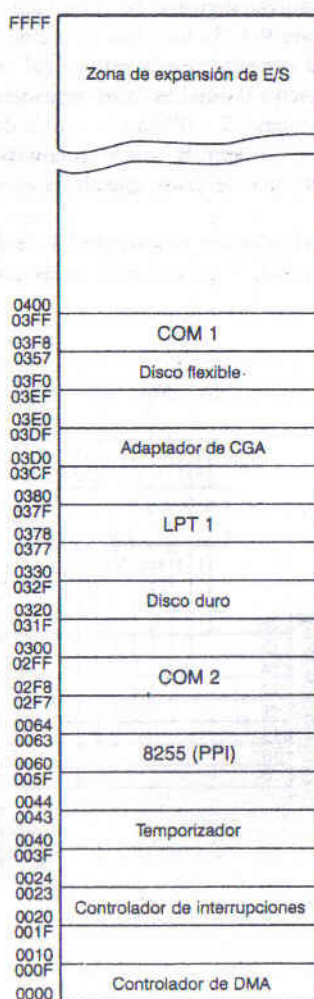 FFFF
Zona de expansión de E/S
0400
03FF
COM 1
03F8
0357
Disco flexible
03F0
03EF
03E0
03DF
Adaptador de CGA
03D0
03CF
0380
037F
LPT 1
0378
0377
0330
032F
Disco duro
0320
031F
0300
02FF
COM 2
02F8
02F7
0064
0063
8255 (PPI)
0060
005F
0044
0043
Temporizador
0040
003F
0024
0023
Controlador de interrupciones
0020
001F
0010
000F
Controlador de DMA
0000